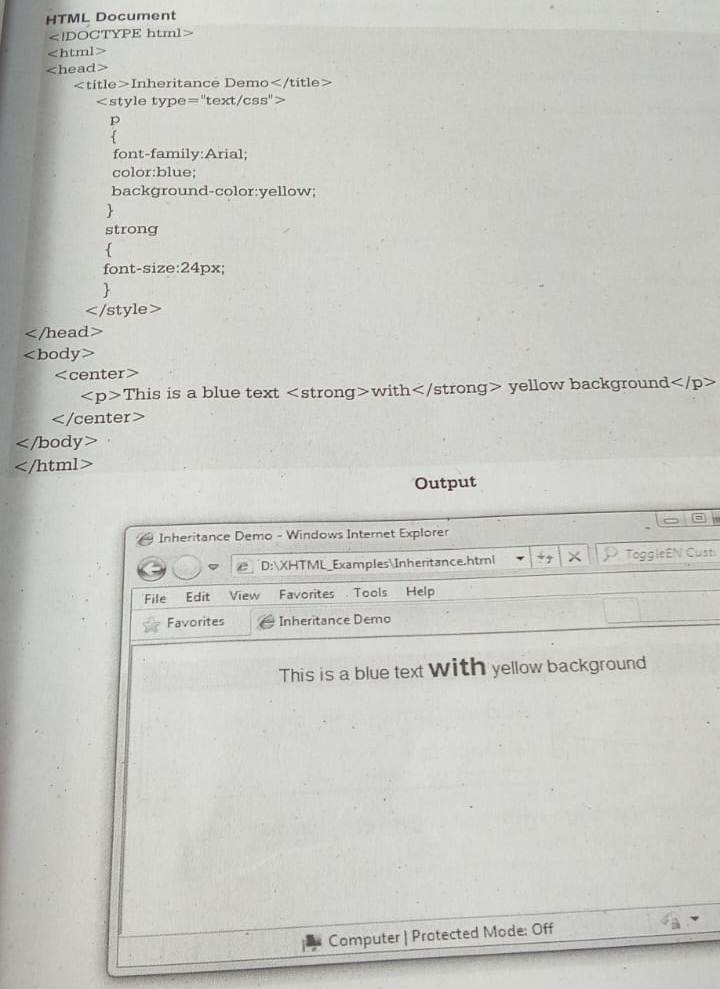 HTML Document
<!DOCTYPE html>
<html>
<head>
<title>Inheritance Demo</title>
<style type="text/css">
p
{
font-family:Arial;
color:blue;
background-color:yellow;
}
strong
{
font-size:24px;
}
</style>
</head>
<body>
<center>
<p>This is a blue text <strong>with</strong> yellow background</p>
</center>
</body>
</html>
Output
Inheritance Demo - Windows Internet Explorer
D:\XHTML_Examples\Inheritance.html ToggleEN Cust
File Edit View Favorites Tools Help
Favorites Inheritance Demo
This is a blue text with yellow background
Computer | Protected Mode: Off